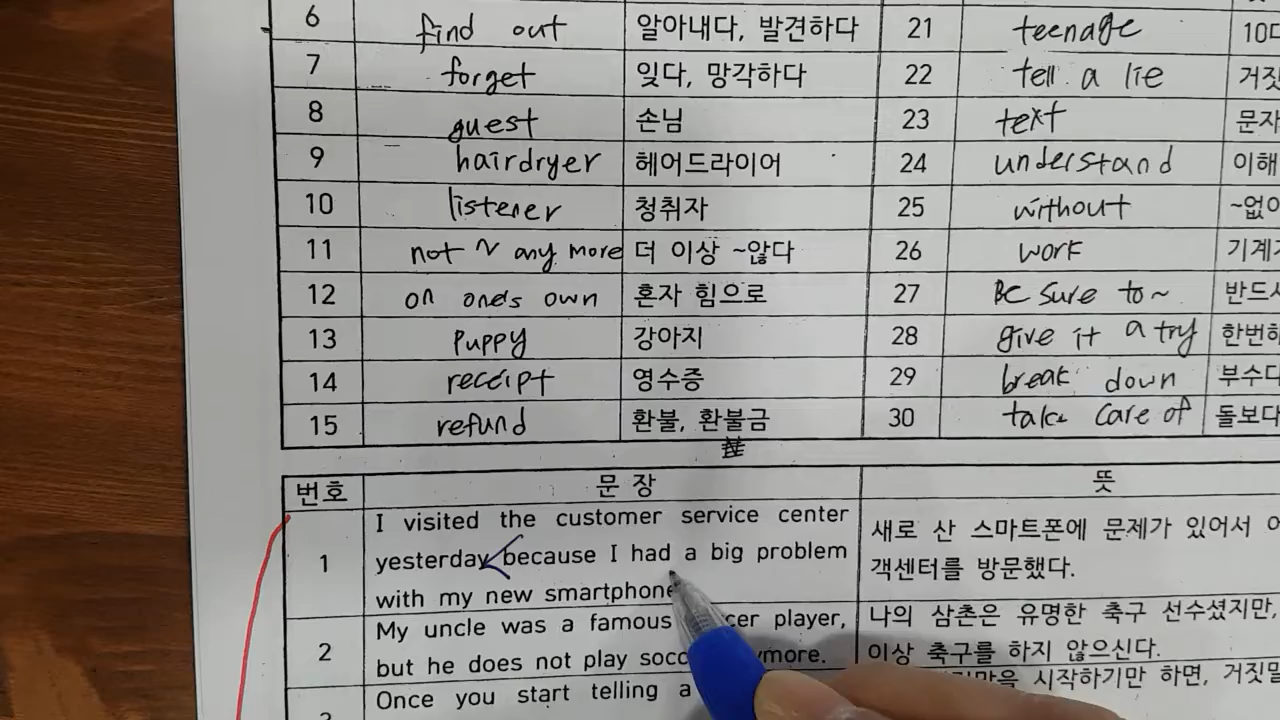 6 find out 알아내다, 발견하다 21 teenage
7 forget 잊다, 망각하다 22 tell a lie
8 guest 손님 23 text 문자
9 hairdryer 헤어드라이어 24 understand 이해
10 listener 청취자 25 without ~없이
11 not ~ any more 더 이상 ~않다 26 work 기계가
12 on one's own 혼자 힘으로 27 Be sure to~ 반드시
13 puppy 강아지 28 give it a try 한번해
14 receipt 영수증 29 break down 부수다
15 refund 환불, 환불금 30 take care of 돌보다
번호 문 장 뜻
1 I visited the customer service center
yesterday because I had a big problem
with my new smartphone
새로 산 스마트폰에 문제가 있어서
객센터를 방문했다.
2 My uncle was a famous player,
but he does not play
나의 삼촌은 유명한 축구 선수셨지만,
이상 축구를 하지 않으신다.
Once you start telling a
시작하기만 하면,